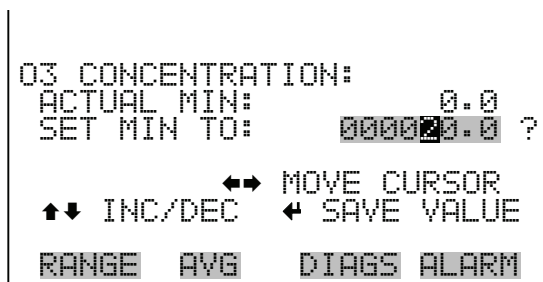 O3 CONCENTRATION:
ACTUAL MIN: 0.0
SET MIN TO: 000020.0 ?
⬅➡ MOVE CURSOR
⬆⬇ INC/DEC ↵ SAVE VALUE
RANGE AVG DIAGS ALARM